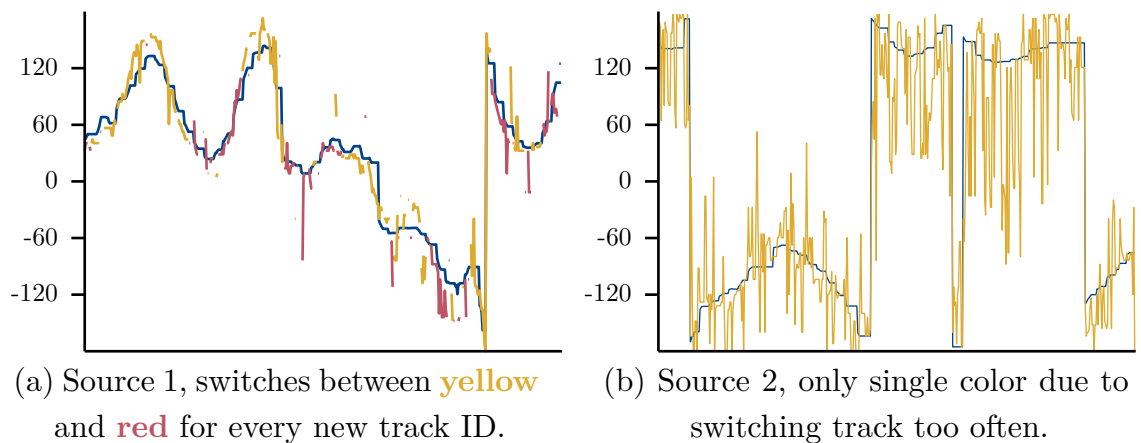 120
60
0
-60
-120
120
60
0
-60
-120
(a) Source 1, switches between yellow
and red for every new track ID.
(b) Source 2, only single color due to
switching track too often.